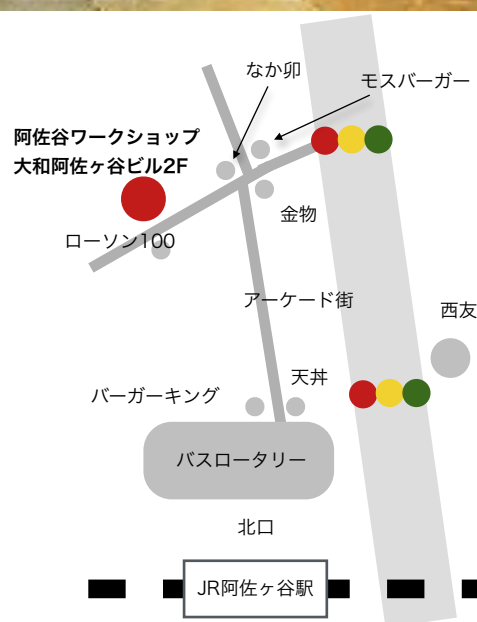 なか卯
モスバーガー
阿佐谷ワークショップ
大和阿佐ヶ谷ビル2F
金物
ローソン100
アーケード街
西友
天丼
バーガーキング
バスロータリー
北口
JR阿佐ヶ谷駅